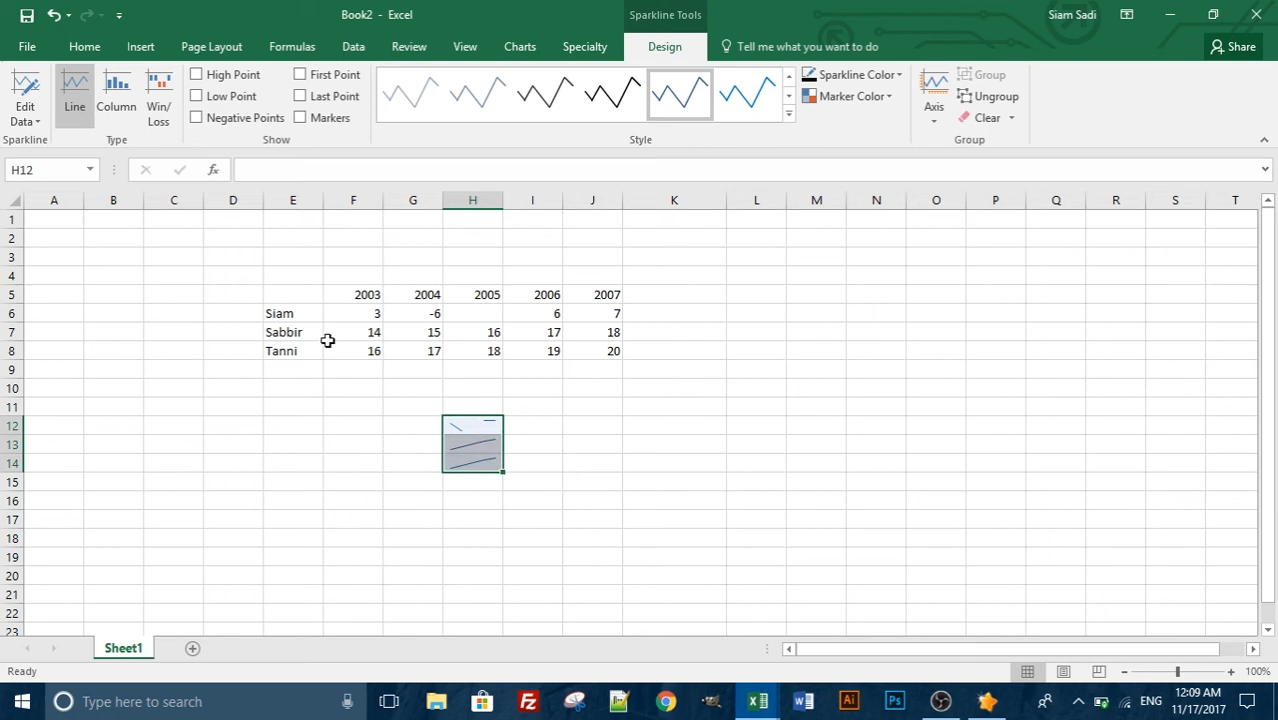 Book2 - Excel
Sparkline Tools
Siam Sadi
File Home Insert Page Layout Formulas Data Review View Charts Specialty Design Tell me what you want to do Share
Edit Data
Line
Column
Win/ Loss
High Point
Low Point
Negative Points
First Point
Last Point
Markers
Sparkline Color
Marker Color
Axis
Group
Ungroup
Clear
Sparkline Type Show Style Group
H12 fx
A B C D E F G H I J K L M N O P Q R S T
1
2
3
4
5 2003 2004 2005 2006 2007
6 Siam 3 -6 6 7
7 Sabbir 14 15 16 17 18
8 Tanni 16 17 18 19 20
9
10
11
12
13
14
15
16
17
18
19
20
21
22
23
Sheet1
Ready 100%
Type here to search
ENG
12:09 AM
11/17/2017